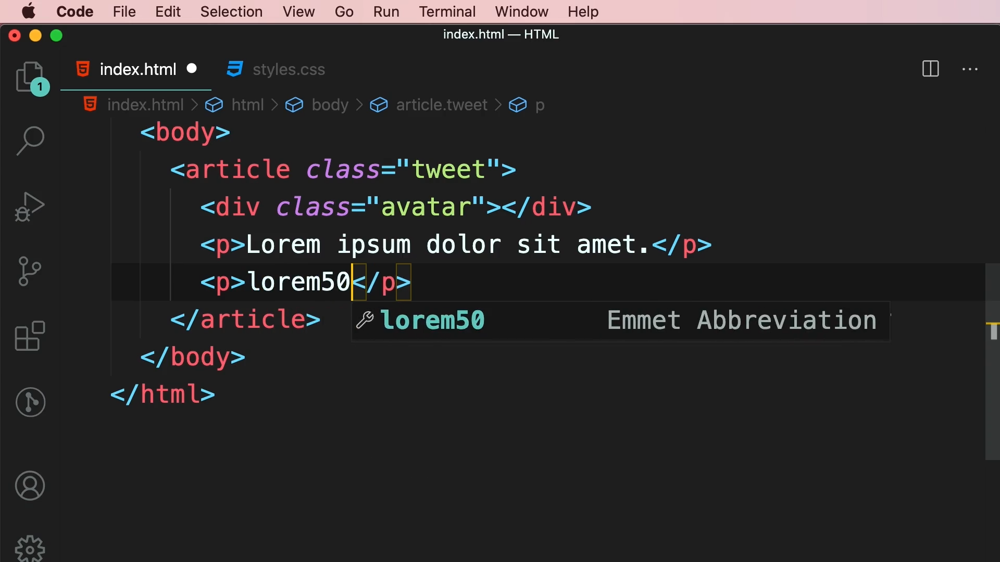 Code File Edit Selection View Go Run Terminal Window Help
index.html — HTML
index.html styles.css
1
index.html > html > body > article.tweet > p
<body>
<article class="tweet">
<div class="avatar"></div>
<p>Lorem ipsum dolor sit amet.</p>
<p>lorem50</p>
</article>
lorem50 Emmet Abbreviation
</body>
</html>